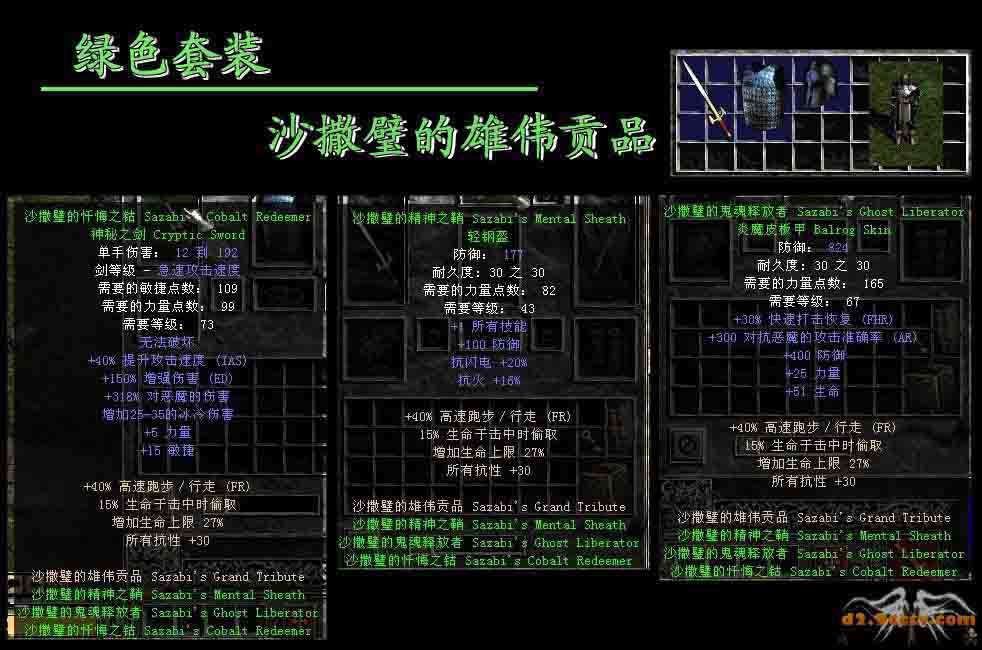 绿色套装
沙撒璧的雄伟贡品
沙撒璧的忏悔之钴 Sazabi's Cobalt Redeemer
神秘之剑 Cryptic Sword
单手伤害: 12 到 192
剑等级 - 急速攻击速度
需要的敏捷点数: 109
需要的力量点数: 99
需要等级: 73
无法破坏
+40% 提升攻击速度 (IAS)
+150% 增强伤害 (ED)
+318% 对恶魔的伤害
增加25-35的冰冷伤害
+5 力量
+15 敏捷
+40% 高速跑步/行走 (FR)
15% 生命于击中时偷取
增加生命上限 27%
所有抗性 +30
沙撒璧的雄伟贡品 Sazabi's Grand Tribute
沙撒璧的精神之鞘 Sazabi's Mental Sheath
沙撒璧的鬼魂释放者 Sazabi's Ghost Liberator
沙撒璧的忏悔之钴 Sazabi's Cobalt Redeemer
沙撒璧的精神之鞘 Sazabi's Mental Sheath
轻钢盔
防御: 177
耐久度: 30 之 30
需要的力量点数: 82
需要等级: 43
+1 所有技能
+100 防御
抗闪电 +20%
抗火 +16%
+40% 高速跑步/行走 (FR)
15% 生命于击中时偷取
增加生命上限 27%
所有抗性 +30
沙撒璧的雄伟贡品 Sazabi's Grand Tribute
沙撒璧的精神之鞘 Sazabi's Mental Sheath
沙撒璧的鬼魂释放者 Sazabi's Ghost Liberator
沙撒璧的忏悔之钴 Sazabi's Cobalt Redeemer
沙撒璧的鬼魂释放者 Sazabi's Ghost Liberator
炎魔皮板甲 Balrog Skin
防御: 824
耐久度: 30 之 30
需要的力量点数: 165
需要等级: 67
+30% 快速打击恢复 (FHR)
+300 对抗恶魔的攻击准确率 (AR)
+400 防御
+25 力量
+51 生命
+40% 高速跑步/行走 (FR)
15% 生命于击中时偷取
增加生命上限 27%
所有抗性 +30
沙撒璧的雄伟贡品 Sazabi's Grand Tribute
沙撒璧的精神之鞘 Sazabi's Mental Sheath
沙撒璧的鬼魂释放者 Sazabi's Ghost Liberator
沙撒璧的忏悔之钴 Sazabi's Cobalt Redeemer